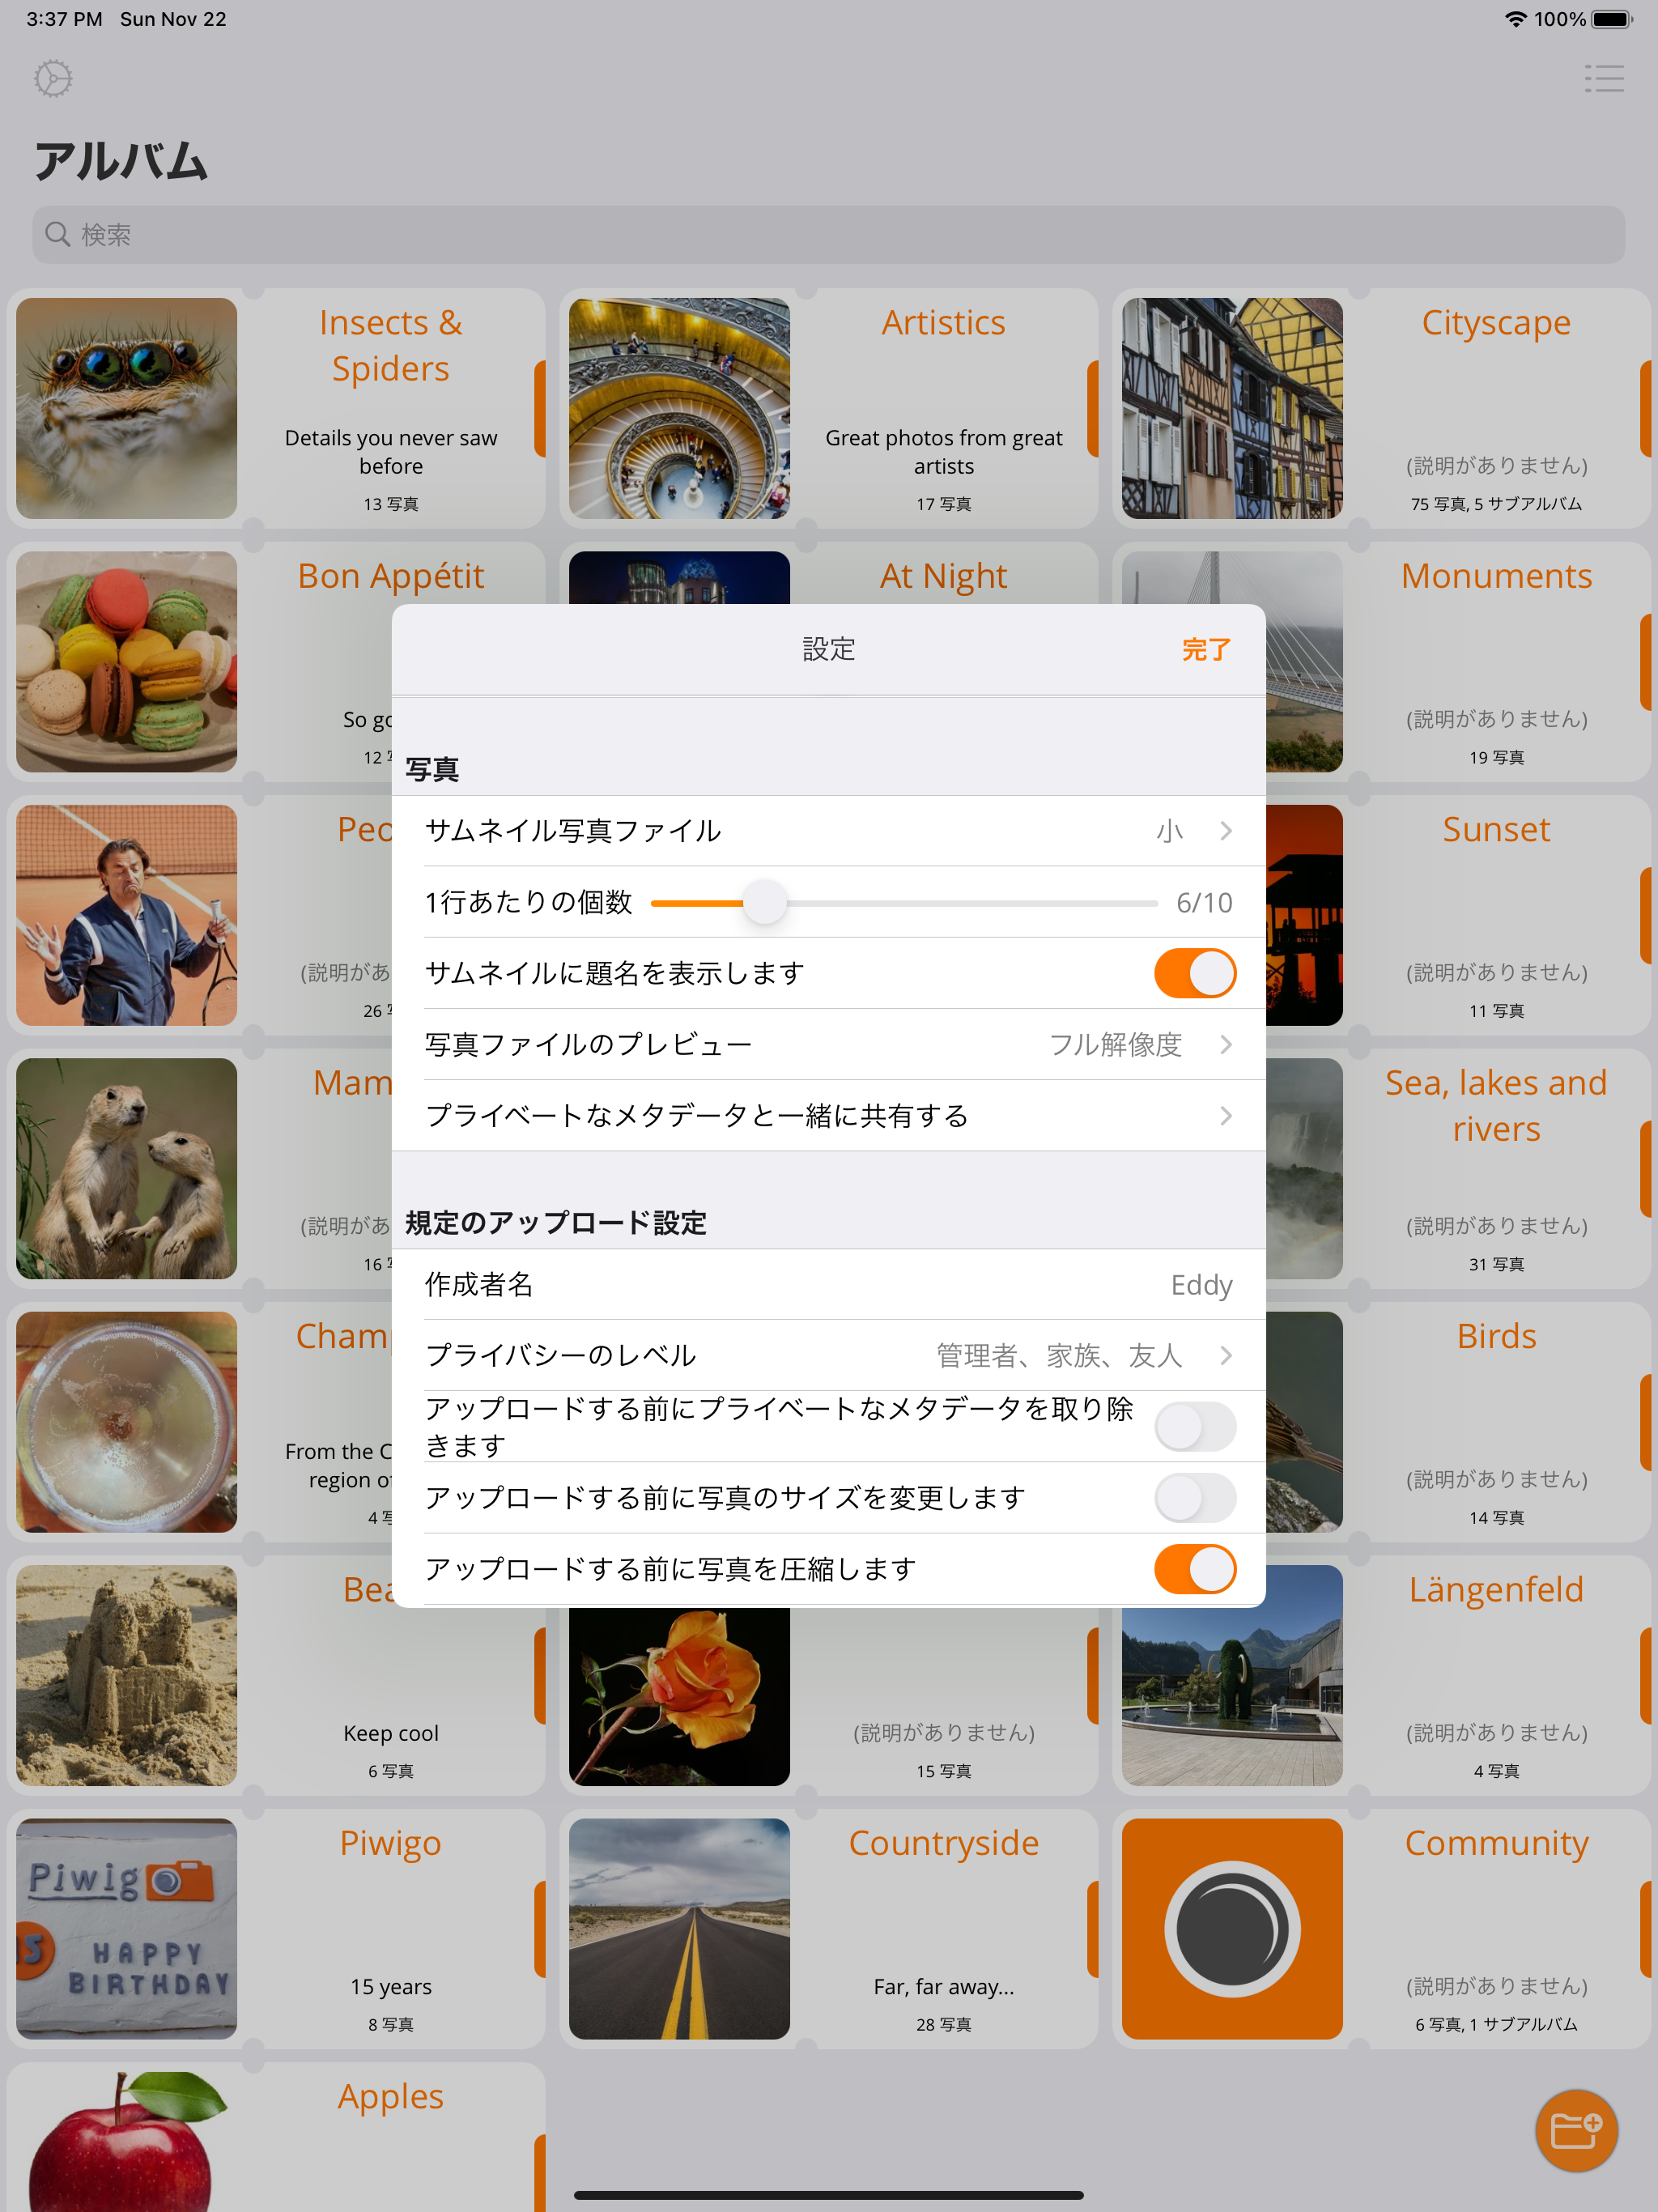 3:37 PM Sun Nov 22
100%
アルバム
検索
Insects &
Spiders
Details you never saw
before
13 写真
Artistics
Great photos from great
artists
17 写真
Cityscape
(説明がありません)
75 写真, 5 サブアルバム
Bon Appétit
So go
12
At Night
Monuments
(説明がありません)
19 写真
設定
完了
写真
サムネイル写真ファイル
小
1行あたりの個数
6/10
サムネイルに題名を表示します
写真ファイルのプレビュー
フル解像度
プライベートなメタデータと一緒に共有する
規定のアップロード設定
作成者名
Eddy
プライバシーのレベル
管理者、家族、友人
アップロードする前にプライベートなメタデータを取り除
きます
アップロードする前に写真のサイズを変更します
アップロードする前に写真を圧縮します
Peo
(説明があ
26
Sunset
(説明がありません)
11 写真
Mam
(説明があ
16
Sea, lakes and
rivers
(説明がありません)
31 写真
Cham
From the C
region of
4
Birds
(説明がありません)
14 写真
Bea
Keep cool
6 写真
(説明がありません)
15 写真
Längenfeld
(説明がありません)
4 写真
Piwigo
HAPPY
BIRTHDAY
Piwigo
15 years
8 写真
Countryside
Far, far away...
28 写真
Community
(説明がありません)
6 写真, 1 サブアルバム
Apples